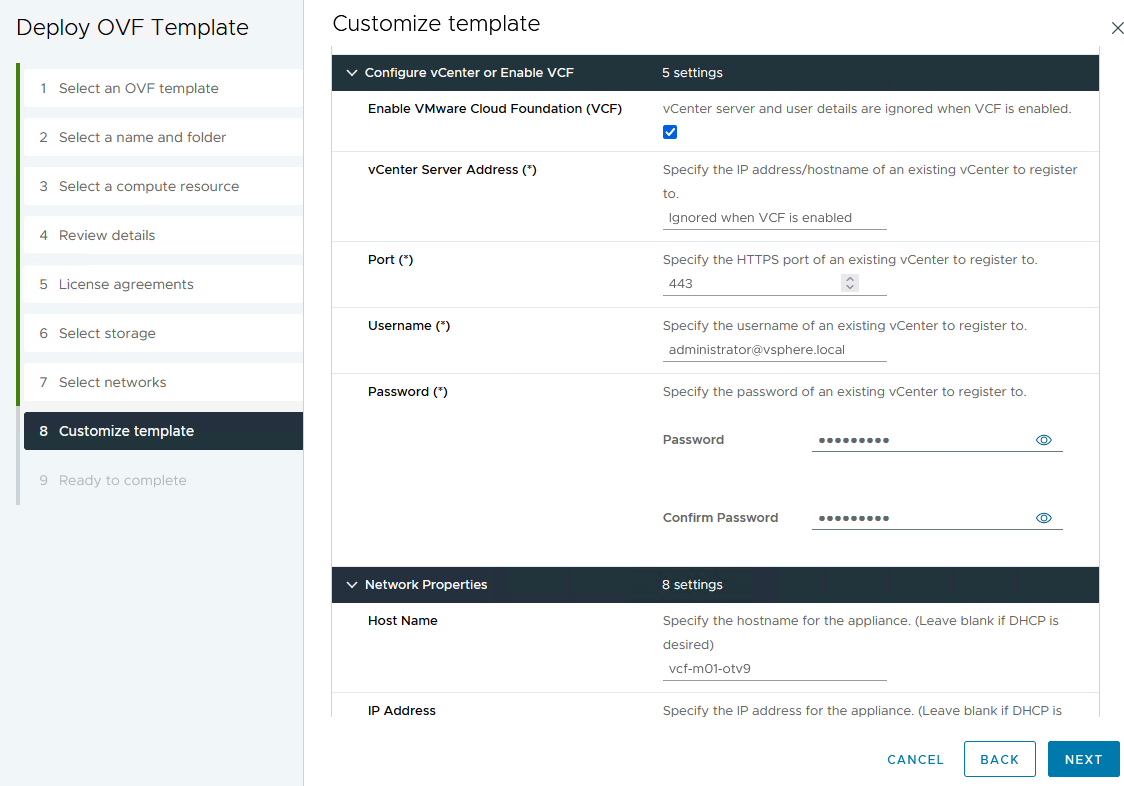 Deploy OVF Template
1 Select an OVF template
2 Select a name and folder
3 Select a compute resource
4 Review details
5 License agreements
6 Select storage
7 Select networks
8 Customize template
9 Ready to complete
Customize template
Configure vCenter or Enable VCF 5 settings
Enable VMware Cloud Foundation (VCF) vCenter server and user details are ignored when VCF is enabled.
vCenter Server Address (*) Specify the IP address/hostname of an existing vCenter to register
to.
Ignored when VCF is enabled
Port (*) Specify the HTTPS port of an existing vCenter to register to.
443
Username (*) Specify the username of an existing vCenter to register to.
administrator@vsphere.local
Password (*) Specify the password of an existing vCenter to register to.
Password •••••••••
Confirm Password •••••••••
Network Properties 8 settings
Host Name Specify the hostname for the appliance. (Leave blank if DHCP is
desired)
vcf-m01-otv9
IP Address Specify the IP address for the appliance. (Leave blank if DHCP is
CANCEL BACK NEXT